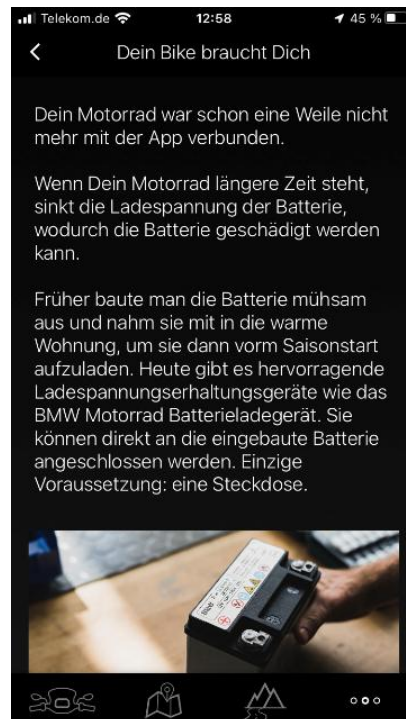 Telekom.de 12:58 45 %
Dein Bike braucht Dich
Dein Motorrad war schon eine Weile nicht
mehr mit der App verbunden.
Wenn Dein Motorrad längere Zeit steht,
sinkt die Ladespannung der Batterie,
wodurch die Batterie geschädigt werden
kann.
Früher baute man die Batterie mühsam
aus und nahm sie mit in die warme
Wohnung, um sie dann vorm Saisonstart
aufzuladen. Heute gibt es hervorragende
Ladespannungserhaltungsgeräte wie das
BMW Motorrad Batterieladegerät. Sie
können direkt an die eingebaute Batterie
angeschlossen werden. Einzige
Voraussetzung: eine Steckdose.